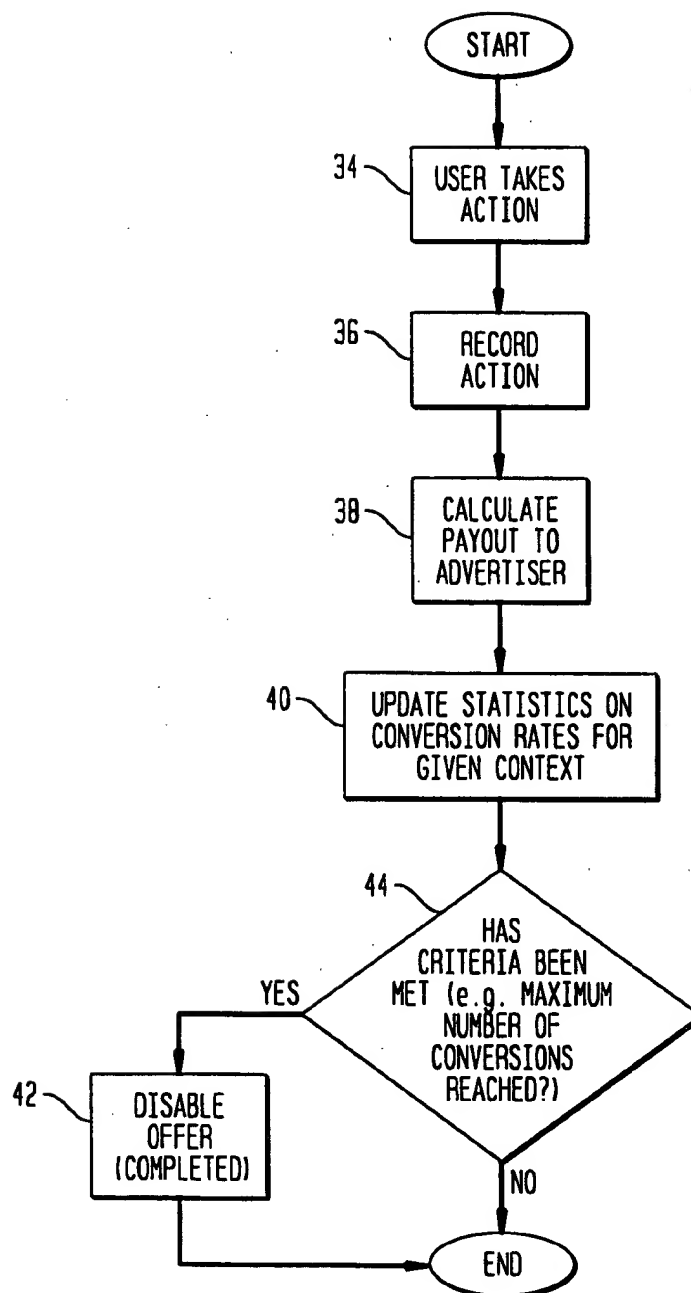 START
34
USER TAKES
ACTION
36
RECORD
ACTION
38
CALCULATE
PAYOUT TO
ADVERTISER
40
UPDATE STATISTICS ON
CONVERSION RATES FOR
GIVEN CONTEXT
44
HAS
CRITERIA BEEN
MET (e.g. MAXIMUM
NUMBER OF
CONVERSIONS
REACHED?)
YES
42
DISABLE
OFFER
(COMPLETED)
NO
END